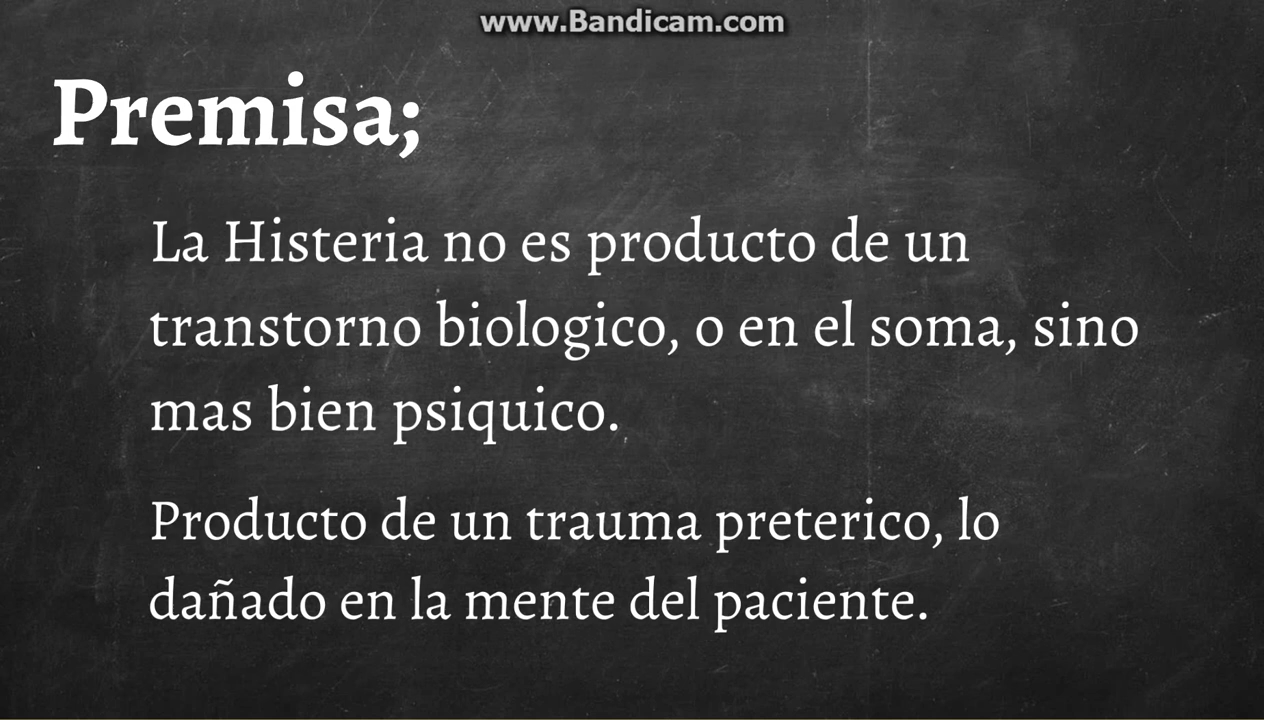 www.Bandicam.com
Premisa;
La Histeria no es producto de un
transtorno biologico, o en el soma, sino
mas bien psiquico.
Producto de un trauma preterico, lo
dañado en la mente del paciente.